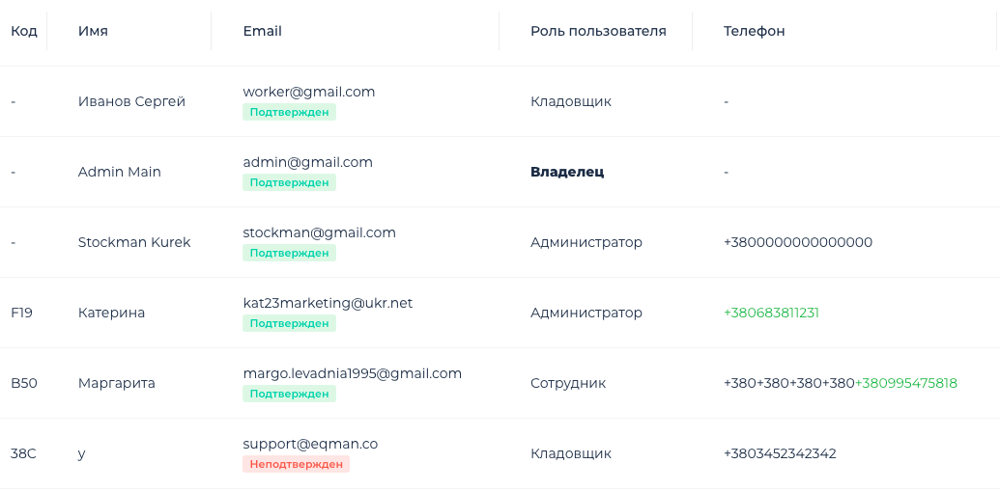 Код Имя Email Роль пользователя Телефон
worker@gmail.com
- Иванов Сергей Кладовщик -
Подтвержден
admin@gmail.com
- Admin Main Владелец -
Подтвержден
stockman@gmail.com
- Stockman Kurek Администратор +3800000000000000
Подтвержден
kat23marketing@ukr.net
F19 Катерина Администратор +380683811231
Подтвержден
margo.levadnia1995@gmail.com
B50 Маргарита Сотрудник +380+380+380+380+380995475818
Подтвержден
support@eqman.co
38C y Кладовщик +3803452342342
Неподтвержден